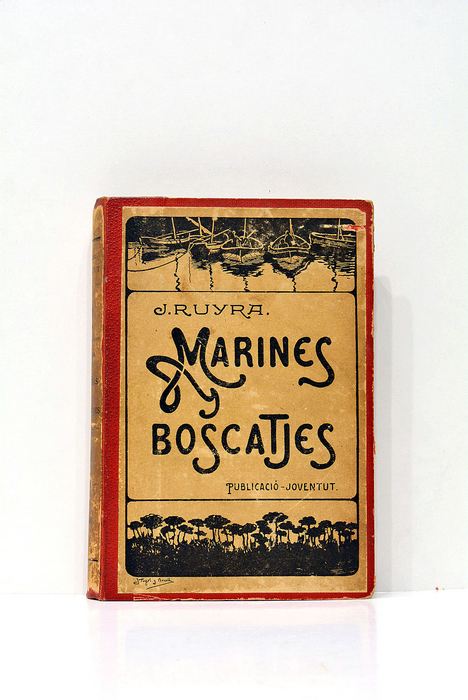 J. RUYRA.
MARINES
Y
BOSCATJES
PUBLICACIÓ-JOVENTUT.